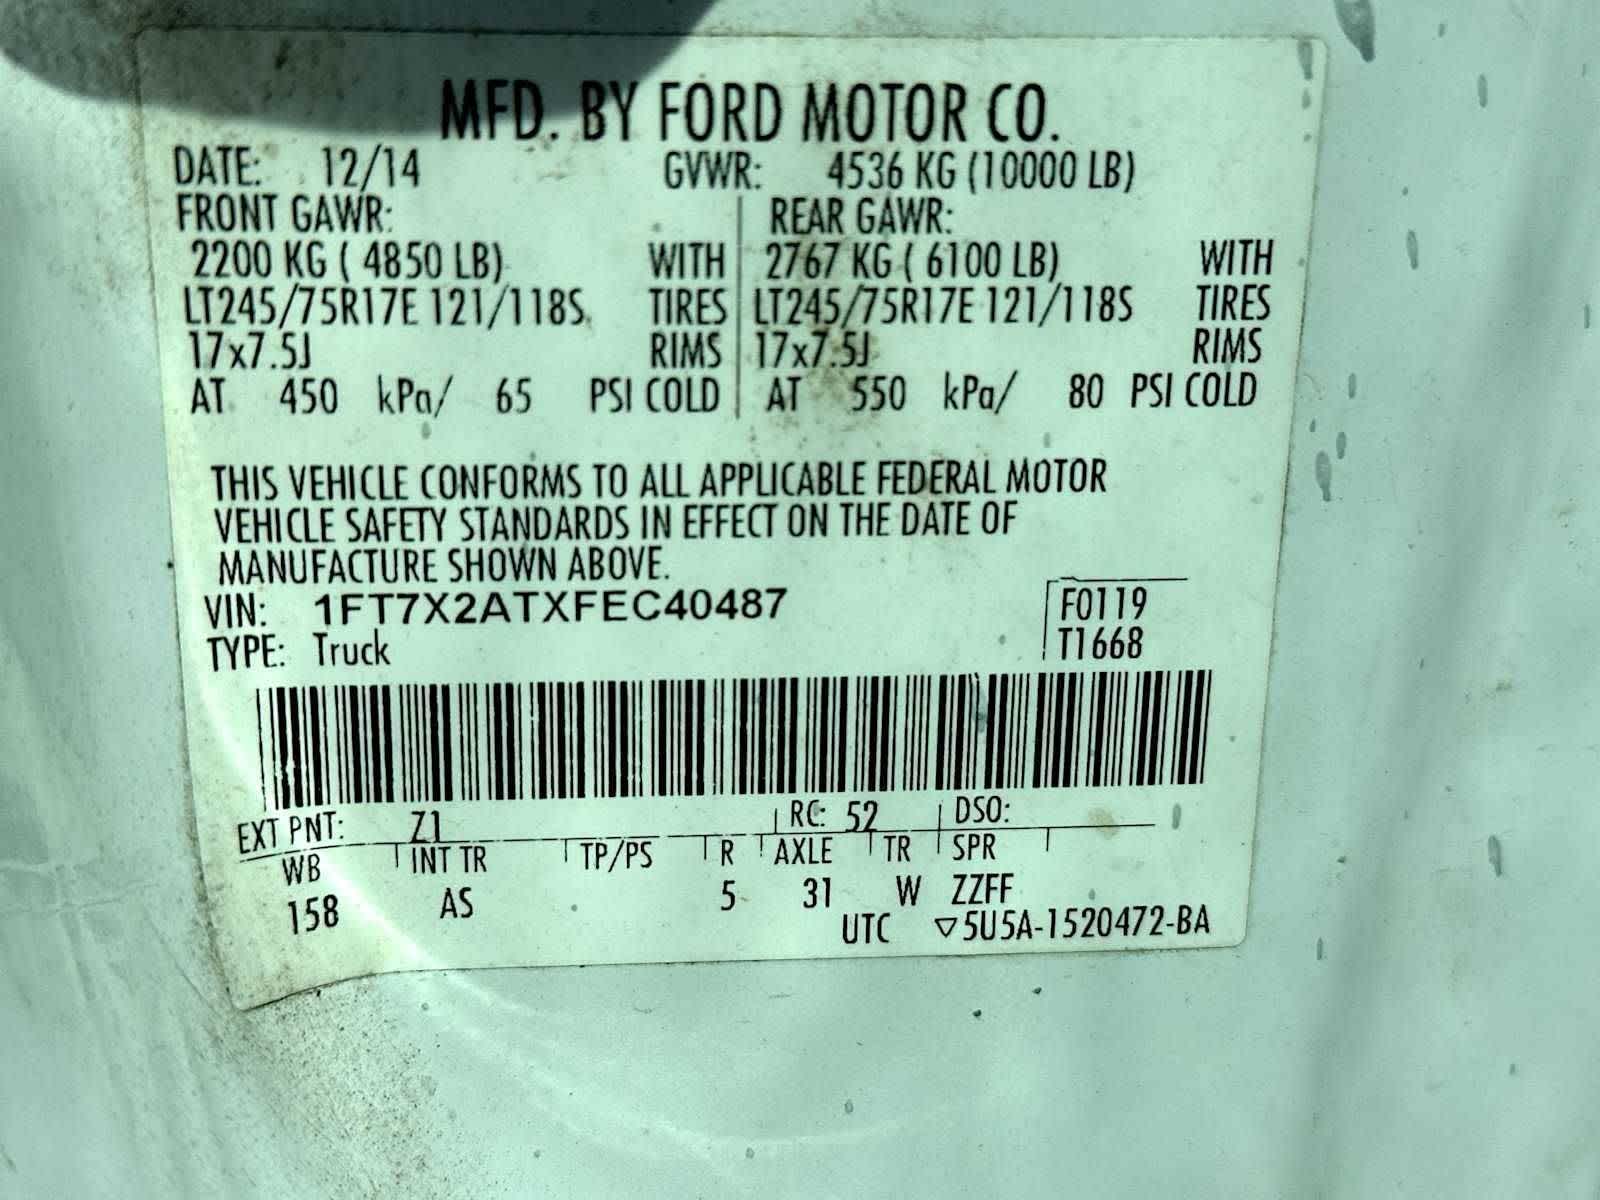 MFD. BY FORD MOTOR CO.
DATE: 12/14 GVWR: 4536 KG (10000 LB)
FRONT GAWR: REAR GAWR:
2200 KG ( 4850 LB) WITH 2767 KG ( 6100 LB) WITH
LT245/75R17E 121/118S TIRES LT245/75R17E 121/118S TIRES
17x7.5J RIMS 17x7.5J RIMS
AT 450 kPa/ 65 PSI COLD AT 550 kPa/ 80 PSI COLD
THIS VEHICLE CONFORMS TO ALL APPLICABLE FEDERAL MOTOR
VEHICLE SAFETY STANDARDS IN EFFECT ON THE DATE OF
MANUFACTURE SHOWN ABOVE.
VIN: 1FT7X2ATXFEC40487 F0119
TYPE: Truck T1668
EXT PNT: Z1 RC: 52 DSO:
WB INT TR TP/PS R AXLE TR SPR
158 AS 5 31 W ZZFF
UTC ▽5U5A-1520472-BA